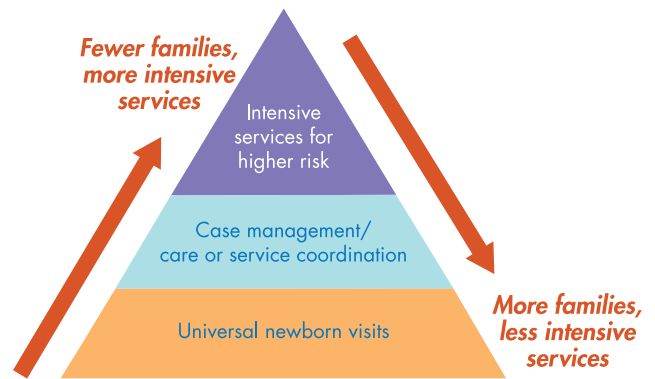 Fewer families,
more intensive
services
Intensive
services for
higher risk
Case management/
care or service coordination
Universal newborn visits
More families,
less intensive
services